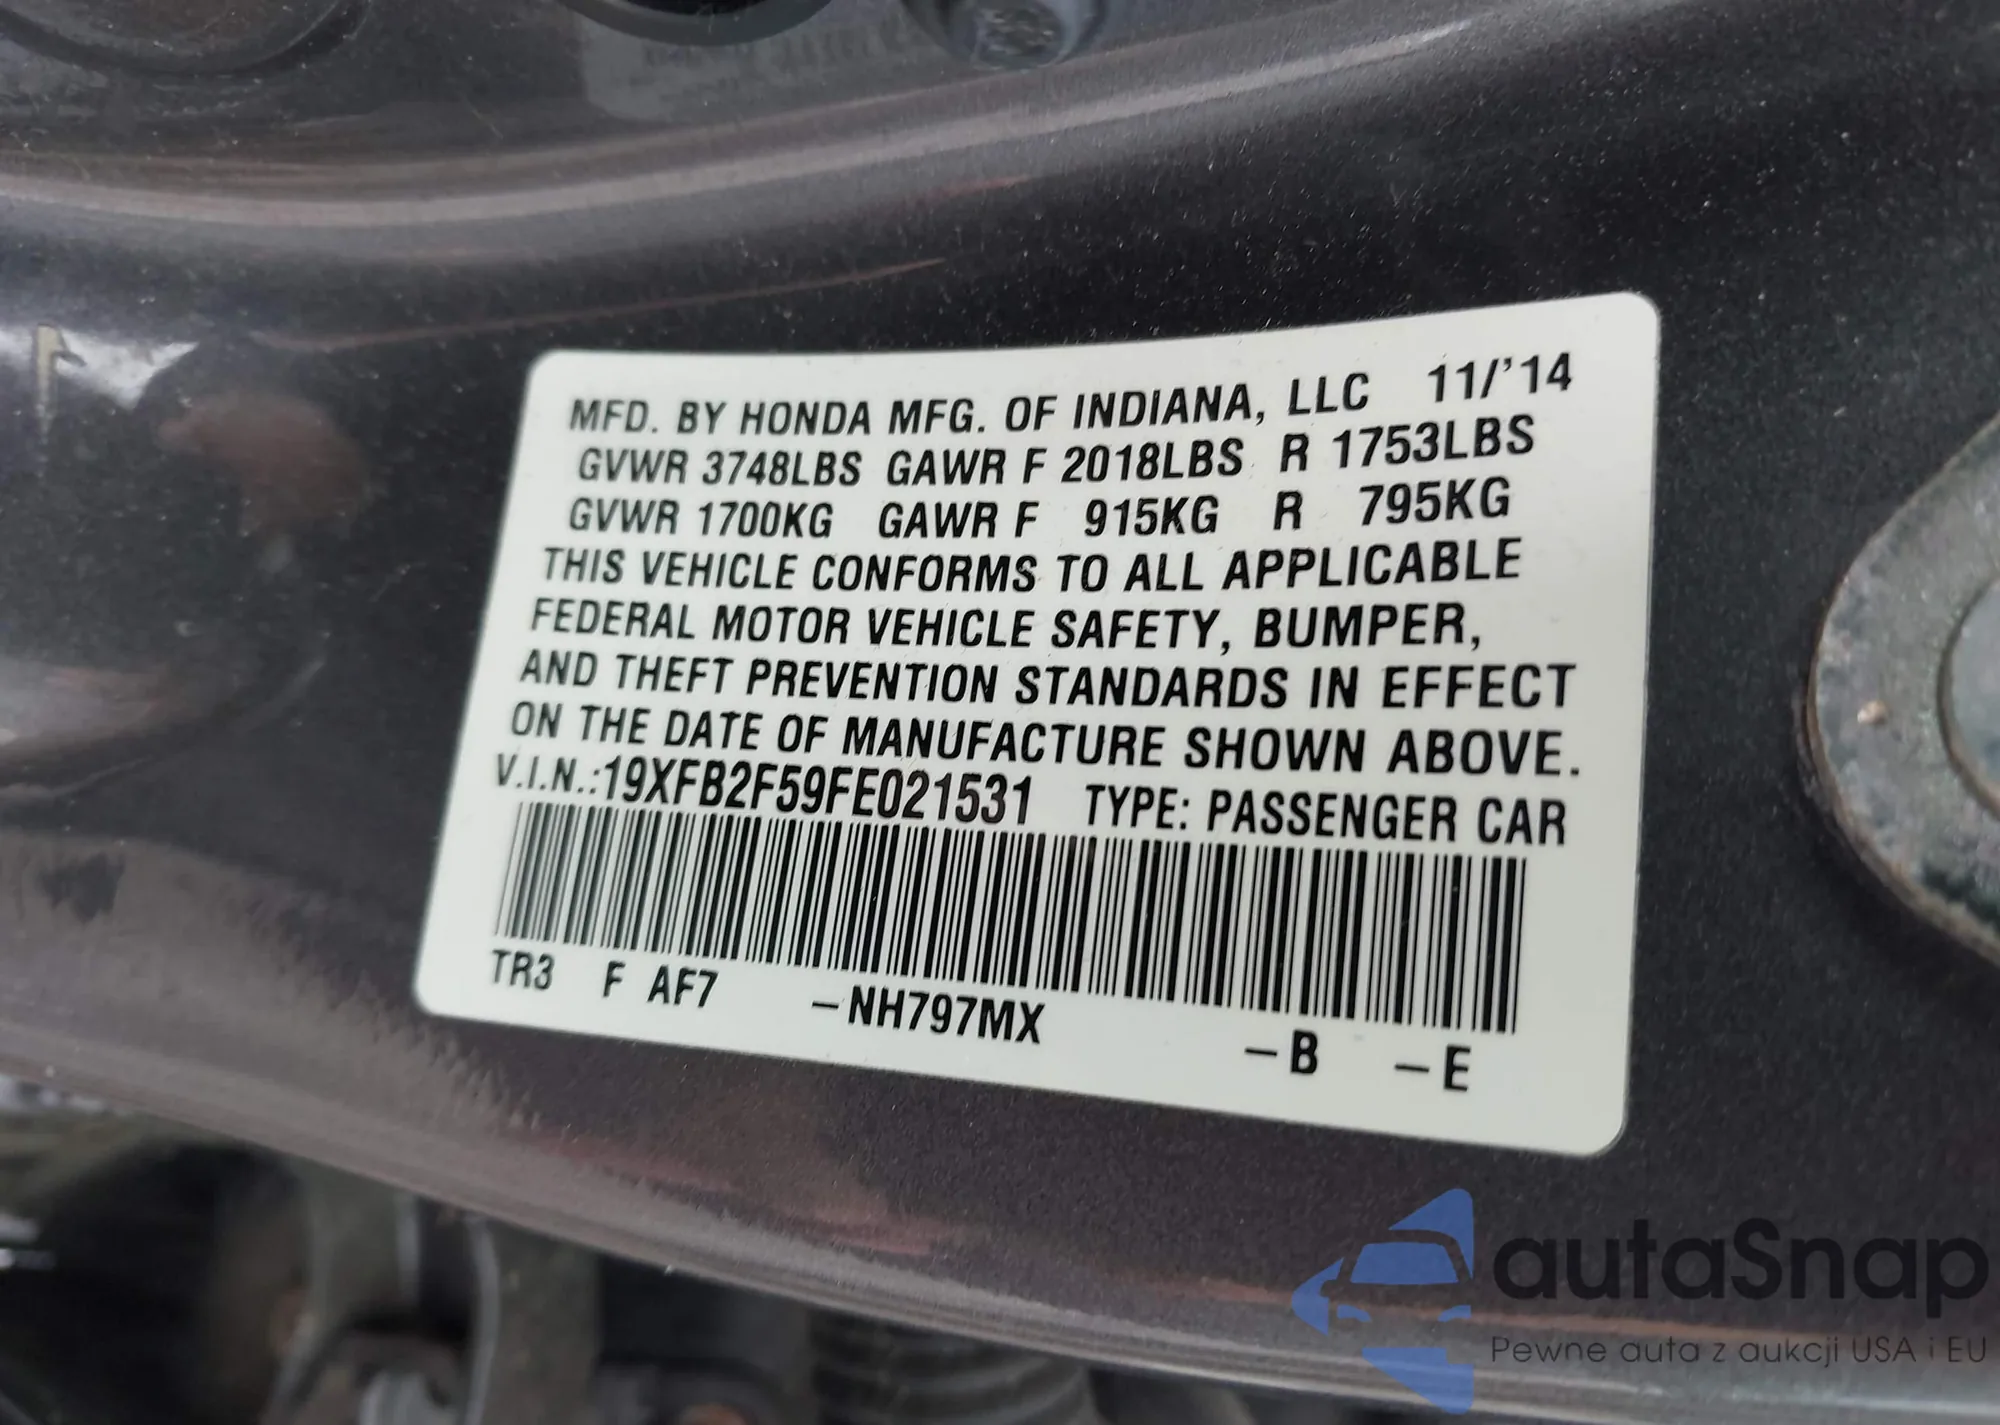 MFD. BY HONDA MFG. OF INDIANA, LLC 11/'14
GVWR 3748LBS GAWR F 2018LBS R 1753LBS
GVWR 1700KG GAWR F 915KG R 795KG
THIS VEHICLE CONFORMS TO ALL APPLICABLE
FEDERAL MOTOR VEHICLE SAFETY, BUMPER,
AND THEFT PREVENTION STANDARDS IN EFFECT
ON THE DATE OF MANUFACTURE SHOWN ABOVE.
V.I.N.:19XFB2F59FE021531 TYPE: PASSENGER CAR
TR3 F AF7 –NH797MX –B –E
autaSnap
Pewne auta z aukcji USA i EU